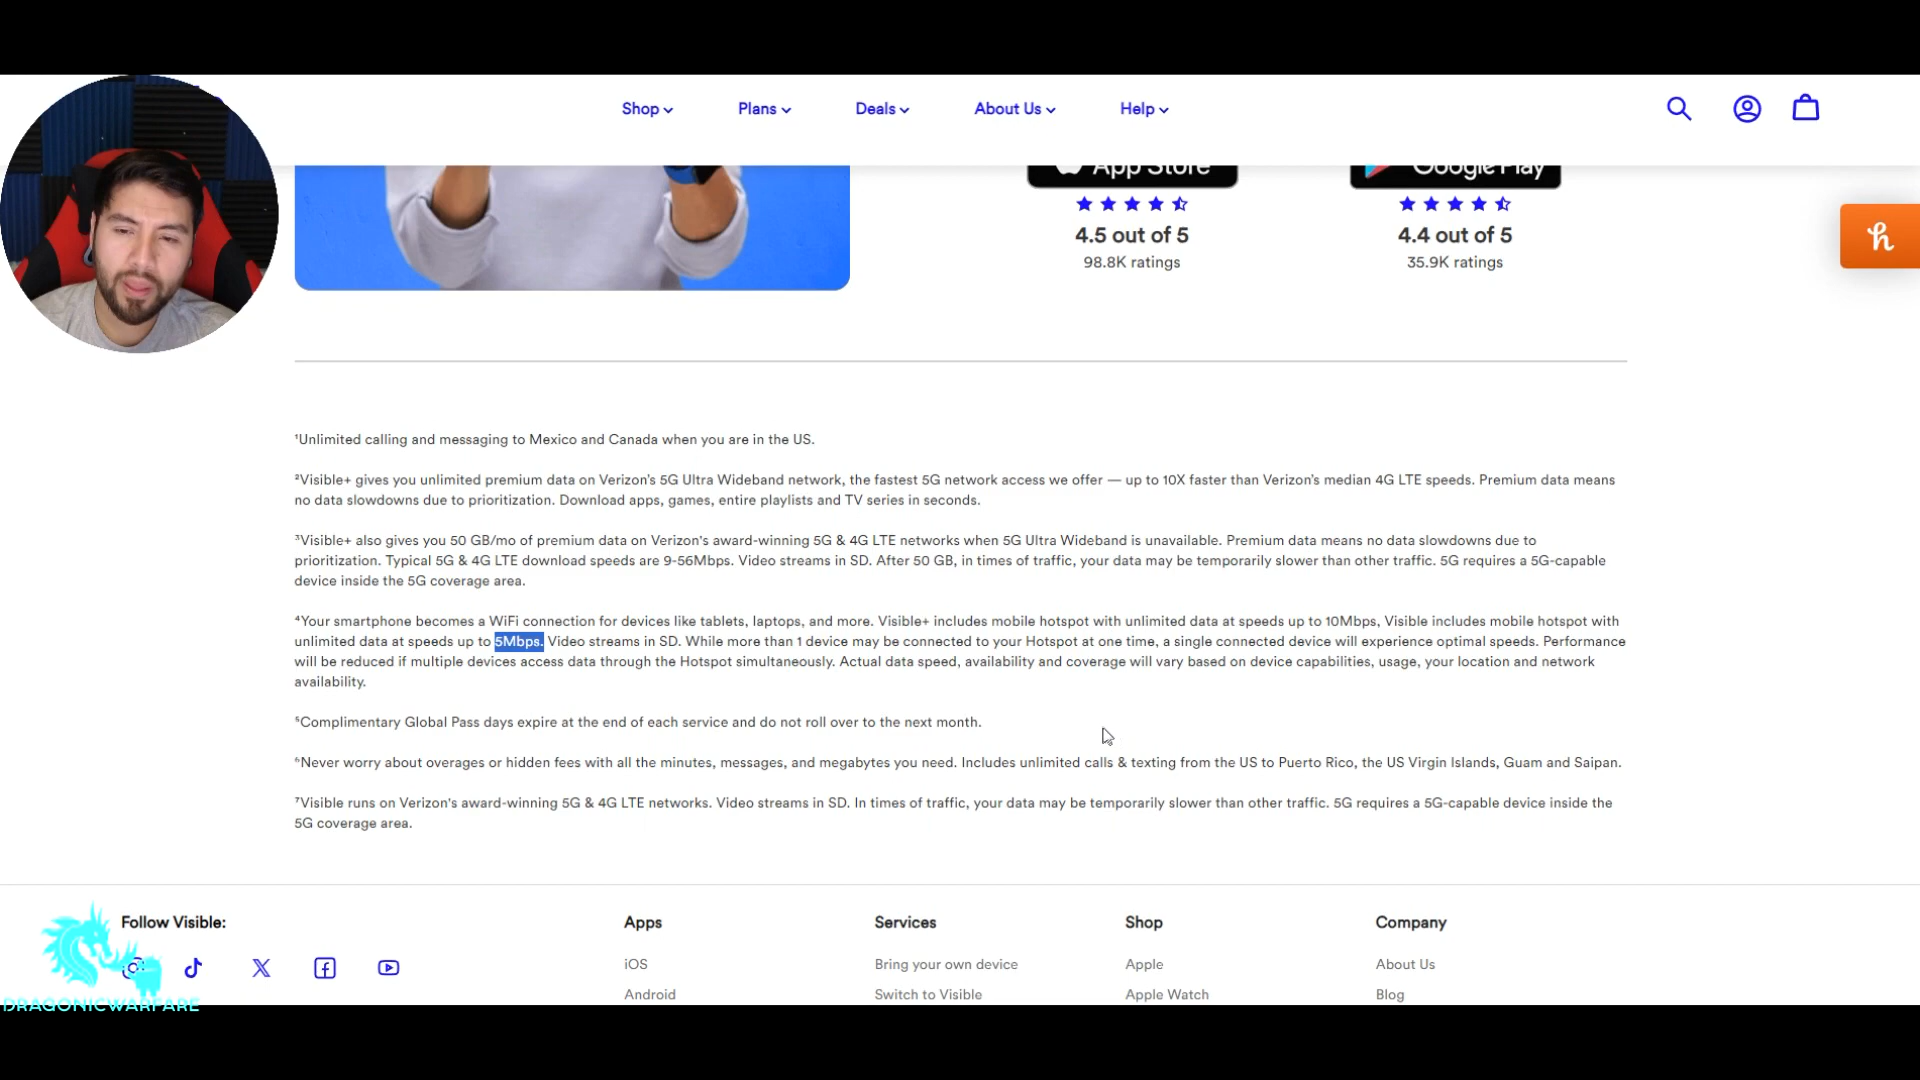 Shop
Plans
Deals
About Us
Help
App Store
Google Play
4.5 out of 5
4.4 out of 5
98.8K ratings
35.9K ratings
h
¹Unlimited calling and messaging to Mexico and Canada when you are in the US.
²Visible+ gives you unlimited premium data on Verizon's 5G Ultra Wideband network, the fastest 5G network access we offer — up to 10X faster than Verizon's median 4G LTE speeds. Premium data means
no data slowdowns due to prioritization. Download apps, games, entire playlists and TV series in seconds.
³Visible+ also gives you 50 GB/mo of premium data on Verizon's award-winning 5G & 4G LTE networks when 5G Ultra Wideband is unavailable. Premium data means no data slowdowns due to
prioritization. Typical 5G & 4G LTE download speeds are 9-56Mbps. Video streams in SD. After 50 GB, in times of traffic, your data may be temporarily slower than other traffic. 5G requires a 5G-capable
device inside the 5G coverage area.
⁴Your smartphone becomes a WiFi connection for devices like tablets, laptops, and more. Visible+ includes mobile hotspot with unlimited data at speeds up to 10Mbps, Visible includes mobile hotspot with
unlimited data at speeds up to 5Mbps. Video streams in SD. While more than 1 device may be connected to your Hotspot at one time, a single connected device will experience optimal speeds. Performance
will be reduced if multiple devices access data through the Hotspot simultaneously. Actual data speed, availability and coverage will vary based on device capabilities, usage, your location and network
availability.
⁵Complimentary Global Pass days expire at the end of each service and do not roll over to the next month.
⁶Never worry about overages or hidden fees with all the minutes, messages, and megabytes you need. Includes unlimited calls & texting from the US to Puerto Rico, the US Virgin Islands, Guam and Saipan.
⁷Visible runs on Verizon's award-winning 5G & 4G LTE networks. Video streams in SD. In times of traffic, your data may be temporarily slower than other traffic. 5G requires a 5G-capable device inside the
5G coverage area.
Follow Visible:
Apps
Services
Shop
Company
iOS
Bring your own device
Apple
About Us
Android
Switch to Visible
Apple Watch
Blog
DRAGONICWARFARE